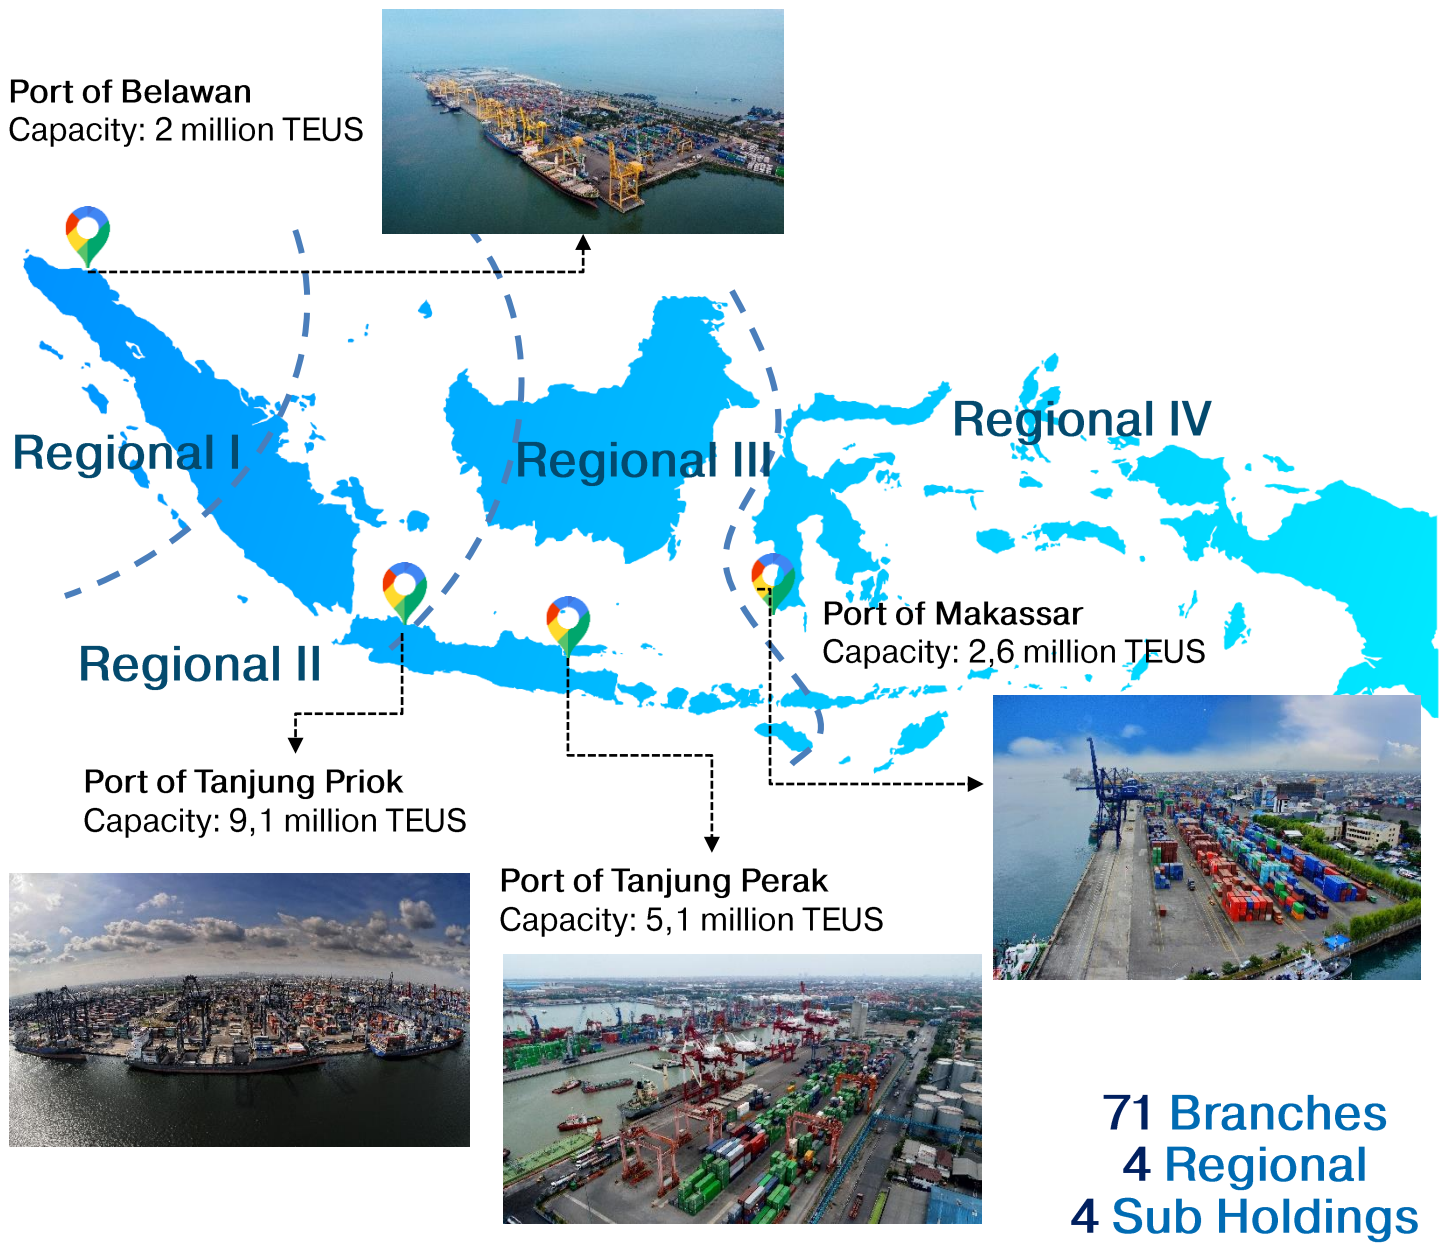 Port of Belawan
Capacity: 2 million TEUS
Regional I
Regional II
Regional III
Regional IV
Port of Makassar
Capacity: 2,6 million TEUS
Port of Tanjung Priok
Capacity: 9,1 million TEUS
Port of Tanjung Perak
Capacity: 5,1 million TEUS
71 Branches
4 Regional
4 Sub Holdings